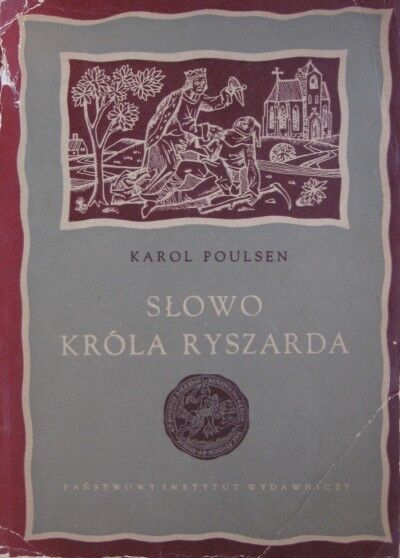 KAROL POULSEN
SŁOWO
KRÓLA RYSZARDA
PAŃSTWOWY INSTYTUT WYDAWNICZY